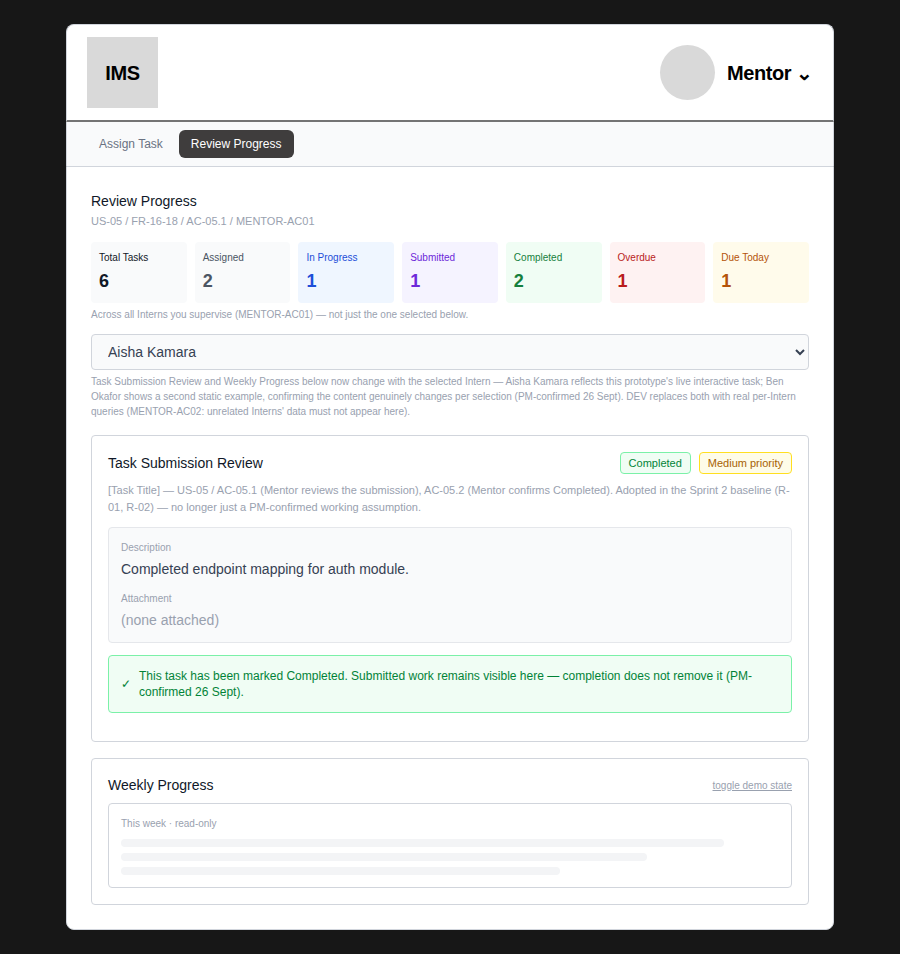 IMS
Mentor
Assign Task
Review Progress
Review Progress
US-05 / FR-16-18 / AC-05.1 / MENTOR-AC01
Total Tasks
6
Assigned
2
In Progress
1
Submitted
1
Completed
2
Overdue
1
Due Today
1
Across all Interns you supervise (MENTOR-AC01) — not just the one selected below.
Aisha Kamara
Task Submission Review and Weekly Progress below now change with the selected Intern — Aisha Kamara reflects this prototype's live interactive task; Ben
Okafor shows a second static example, confirming the content genuinely changes per selection (PM-confirmed 26 Sept). DEV replaces both with real per-Intern
queries (MENTOR-AC02: unrelated Interns' data must not appear here).
Task Submission Review
Completed
Medium priority
[Task Title] — US-05 / AC-05.1 (Mentor reviews the submission), AC-05.2 (Mentor confirms Completed). Adopted in the Sprint 2 baseline (R-
01, R-02) — no longer just a PM-confirmed working assumption.
Description
Completed endpoint mapping for auth module.
Attachment
(none attached)
✓ This task has been marked Completed. Submitted work remains visible here — completion does not remove it (PM-
confirmed 26 Sept).
Weekly Progress
toggle demo state
This week · read-only